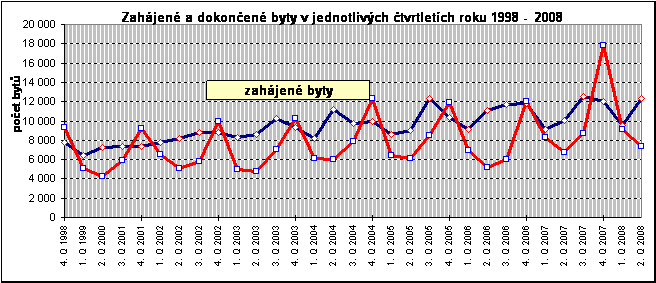 Zahájené a dokončené byty v jednotlivých čtvrtletích roku 1998 - 2008
počet bytů
20 000
18 000
16 000
14 000
12 000
10 000
8 000
6 000
4 000
2 000
0
zahájené byty
4. Q 1998
1. Q 1999
2. Q 2000
3. Q 2001
4. Q 2001
1. Q 2002
2. Q 2002
3. Q 2002
4. Q 2002
1. Q 2003
2. Q 2003
3. Q 2003
4. Q 2003
1. Q 2004
2. Q 2004
3. Q 2004
4. Q 2004
1. Q 2005
2. Q 2005
3. Q 2005
4. Q 2005
1. Q 2006
2. Q 2006
3. Q 2006
4. Q 2006
1. Q 2007
2. Q 2007
3. Q 2007
4. Q 2007
1. Q 2008
2. Q 2008